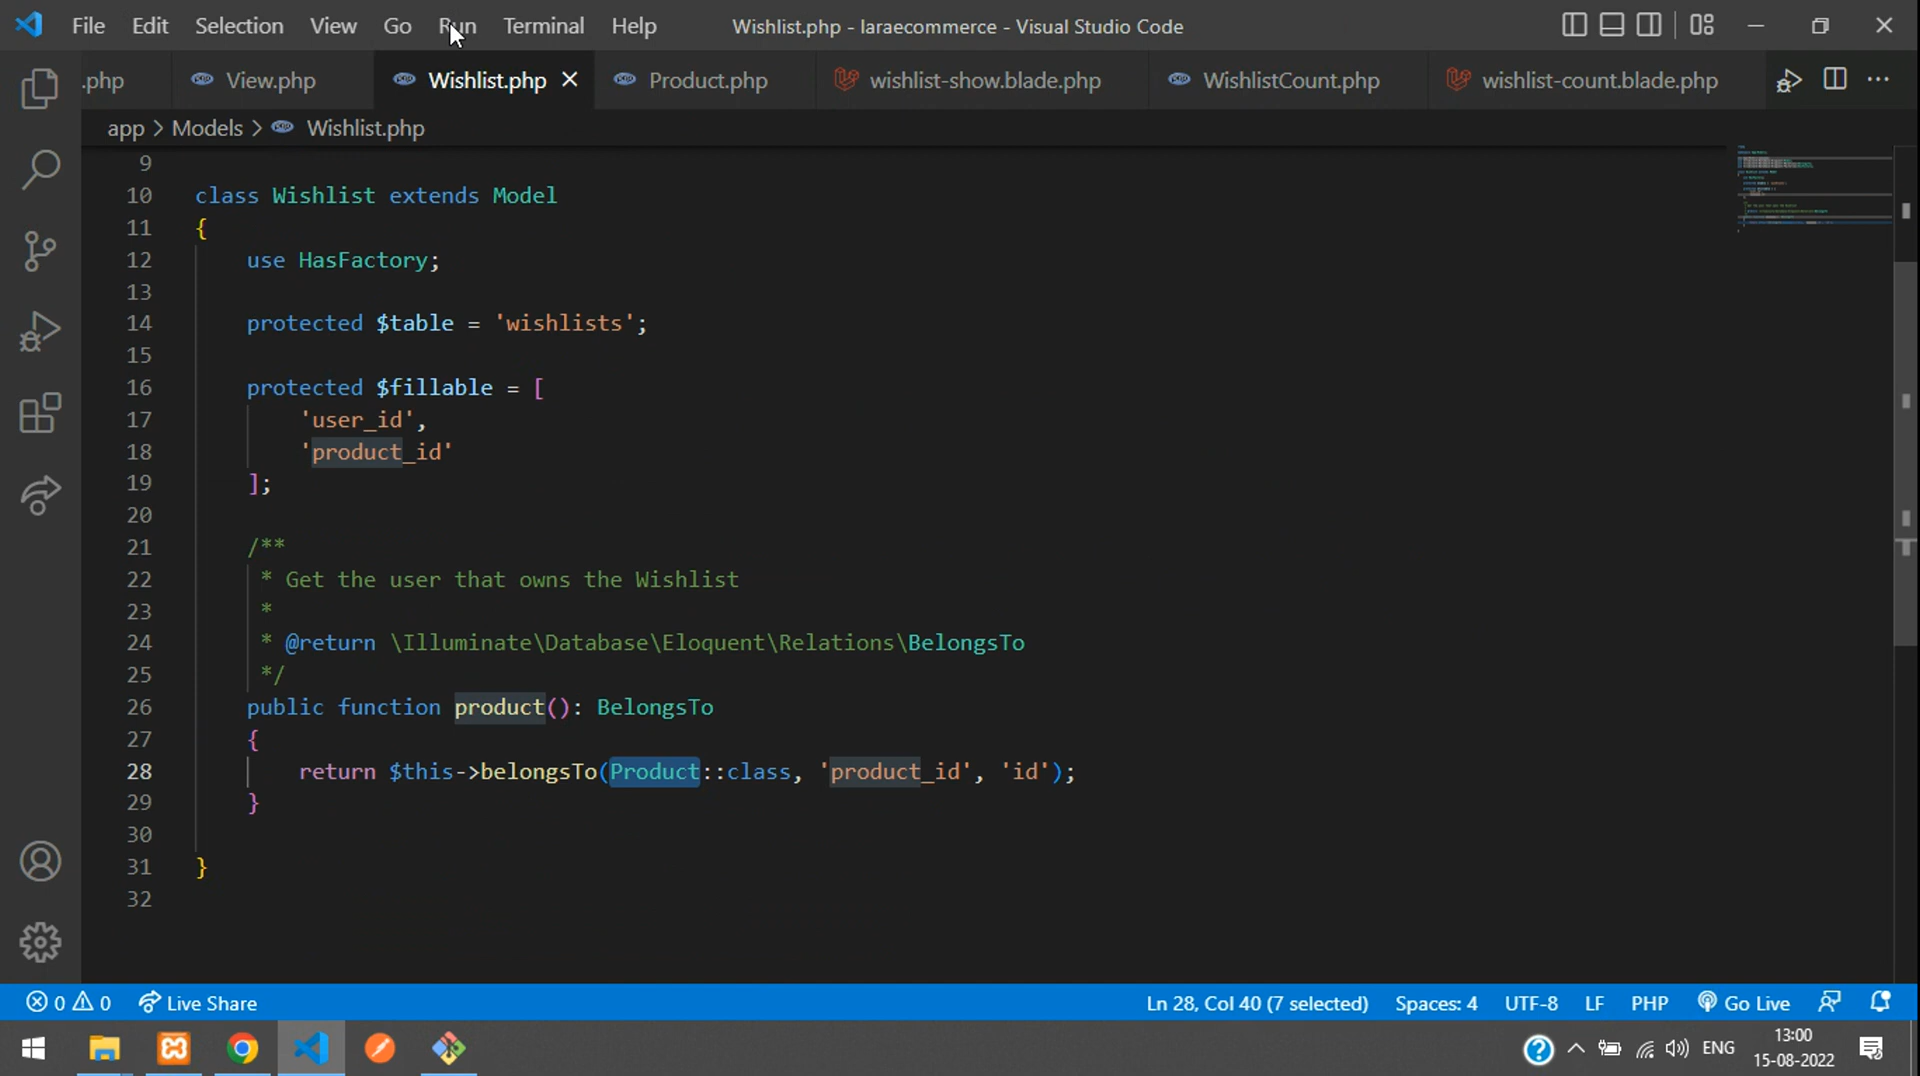 File Edit Selection View Go Run Terminal Help Wishlist.php - laraecommerce - Visual Studio Code
.php View.php Wishlist.php Product.php wishlist-show.blade.php WishlistCount.php wishlist-count.blade.php
app > Models > Wishlist.php
9
10 class Wishlist extends Model
11 {
12 use HasFactory;
13
14 protected $table = 'wishlists';
15
16 protected $fillable = [
17 'user_id',
18 'product_id'
19 ];
20
21 /**
22 * Get the user that owns the Wishlist
23 *
24 * @return \Illuminate\Database\Eloquent\Relations\BelongsTo
25 */
26 public function product(): BelongsTo
27 {
28 return $this->belongsTo(Product::class, 'product_id', 'id');
29 }
30
31 }
32
0 0 Live Share Ln 28, Col 40 (7 selected) Spaces: 4 UTF-8 LF PHP Go Live
ENG 13:00
15-08-2022